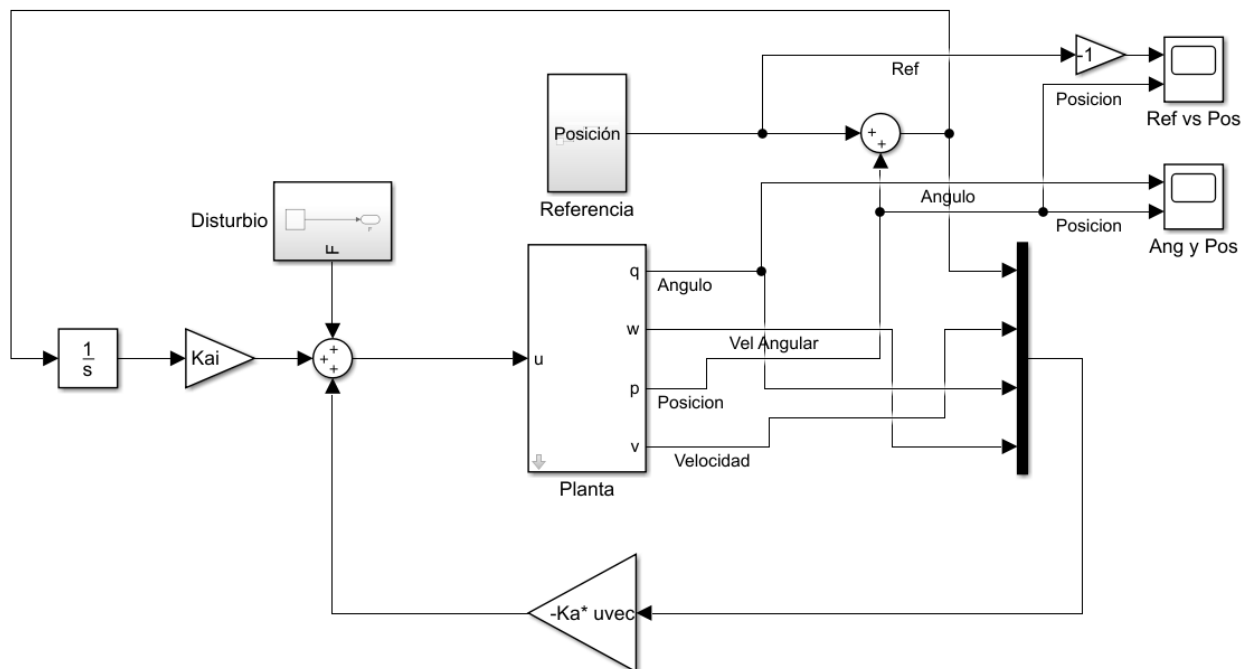 -1
Ref
Posicion
Ref vs Pos
Posición
+
+
Referencia
Angulo
Posicion
Ang y Pos
Disturbio
F
F
q
Angulo
w
Vel Angular
p
Posicion
v
Velocidad
u
Planta
1
s
Kai
+
+
+
-Ka* uvec